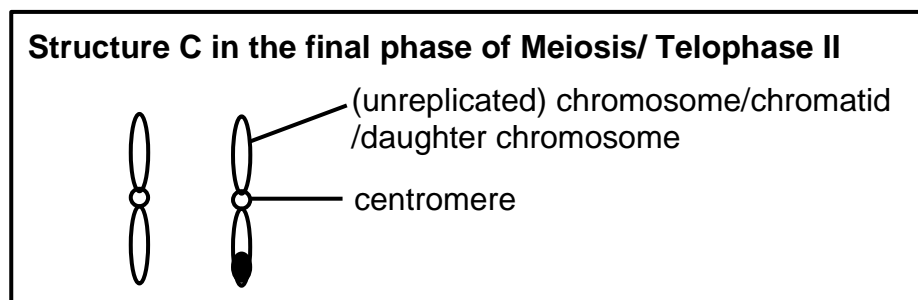 Structure C in the final phase of Meiosis/ Telophase II
(unreplicated) chromosome/chromatid
/daughter chromosome
centromere